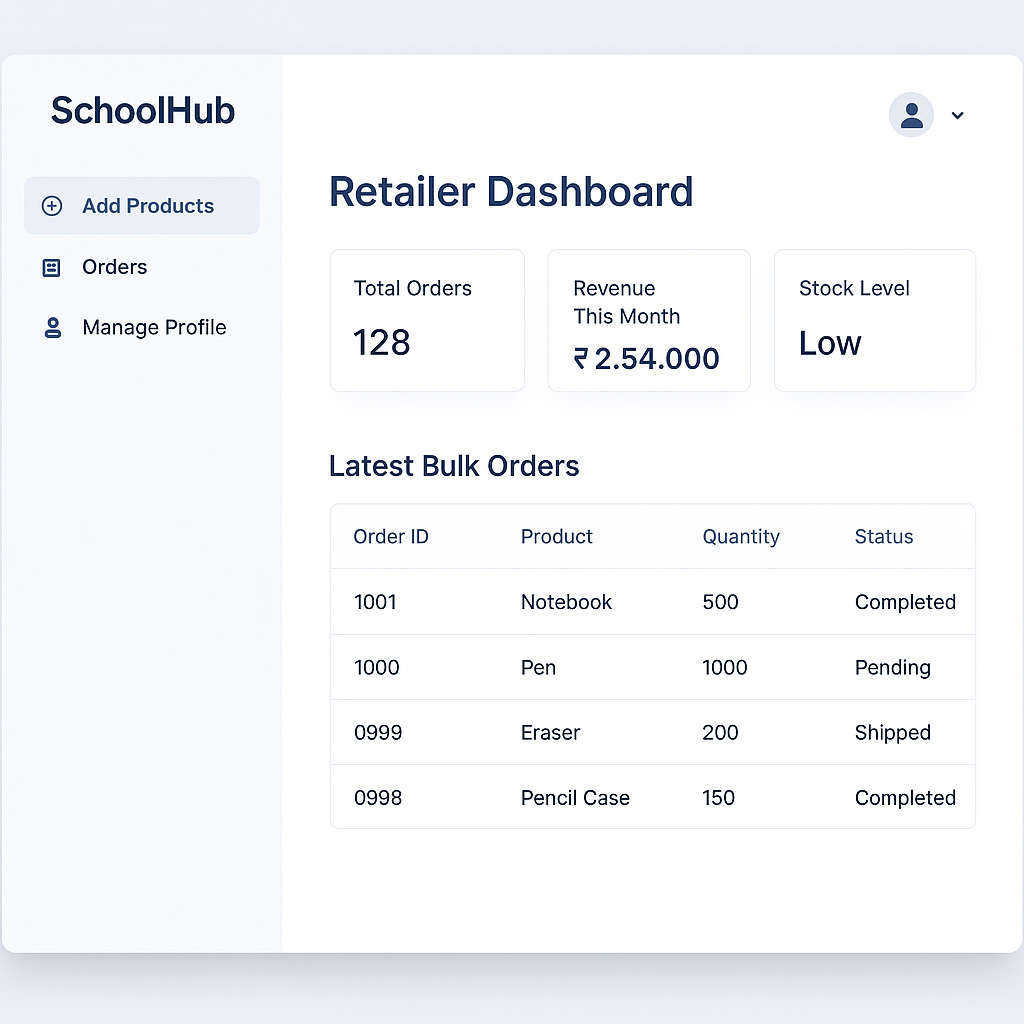 SchoolHub
Add Products
Orders
Manage Profile
Retailer Dashboard
Total Orders
128
Revenue
This Month
₹ 2.54.000
Stock Level
Low
Latest Bulk Orders
Order ID Product Quantity Status
1001 Notebook 500 Completed
1000 Pen 1000 Pending
0999 Eraser 200 Shipped
0998 Pencil Case 150 Completed